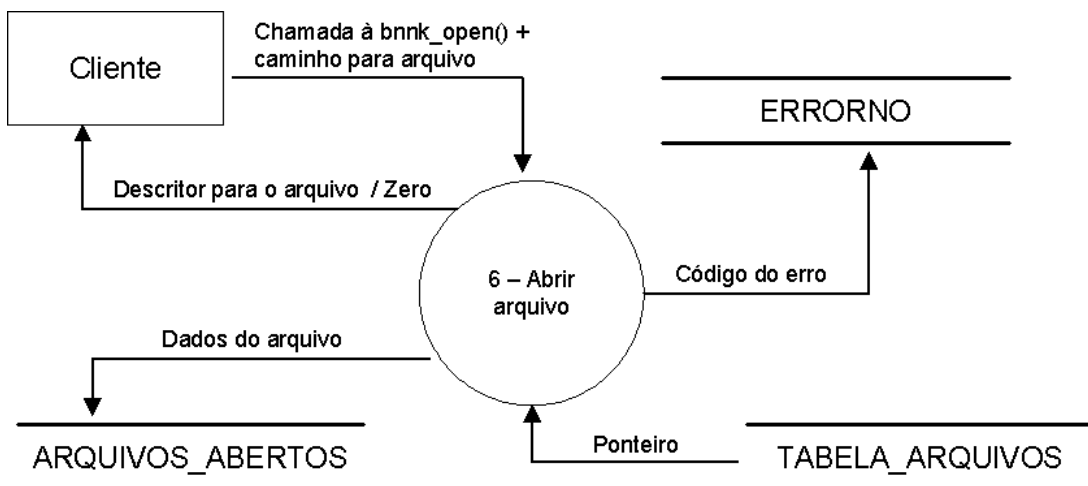 Chamada à bnnk_open() +
caminho para arquivo
Cliente
ERRORNO
Descritor para o arquivo / Zero
6 – Abrir
arquivo
Código do erro
Dados do arquivo
Ponteiro
ARQUIVOS_ABERTOS
TABELA_ARQUIVOS